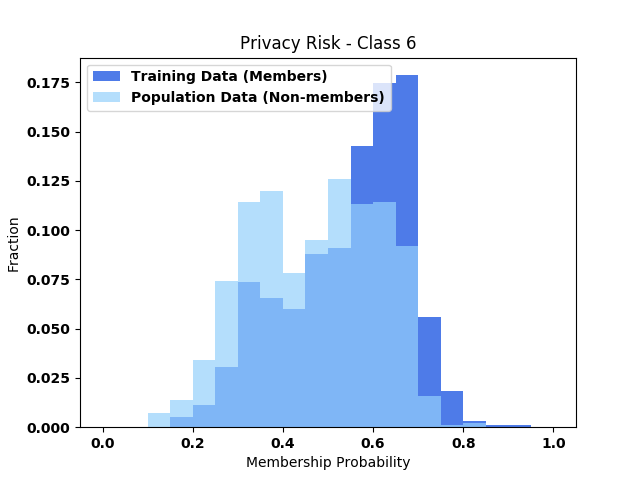 Privacy Risk - Class 6
Training Data (Members)
Population Data (Non-members)
0.175
0.150
0.125
0.100
0.075
0.050
0.025
0.000
Fraction
0.0 0.2 0.4 0.6 0.8 1.0
Membership Probability